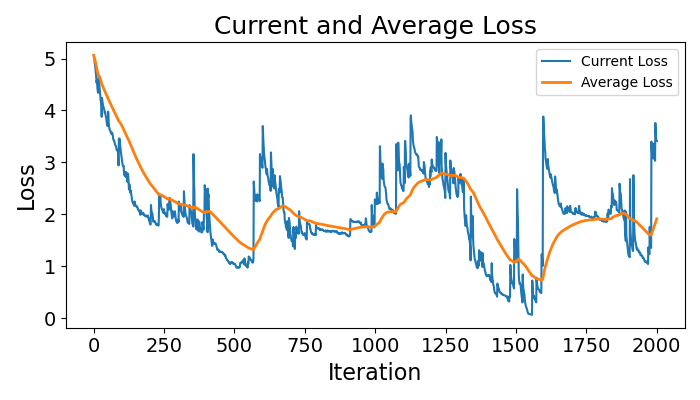 Current and Average Loss
Loss
5
4
3
2
1
0
Current Loss
Average Loss
0 250 500 750 1000 1250 1500 1750 2000
Iteration